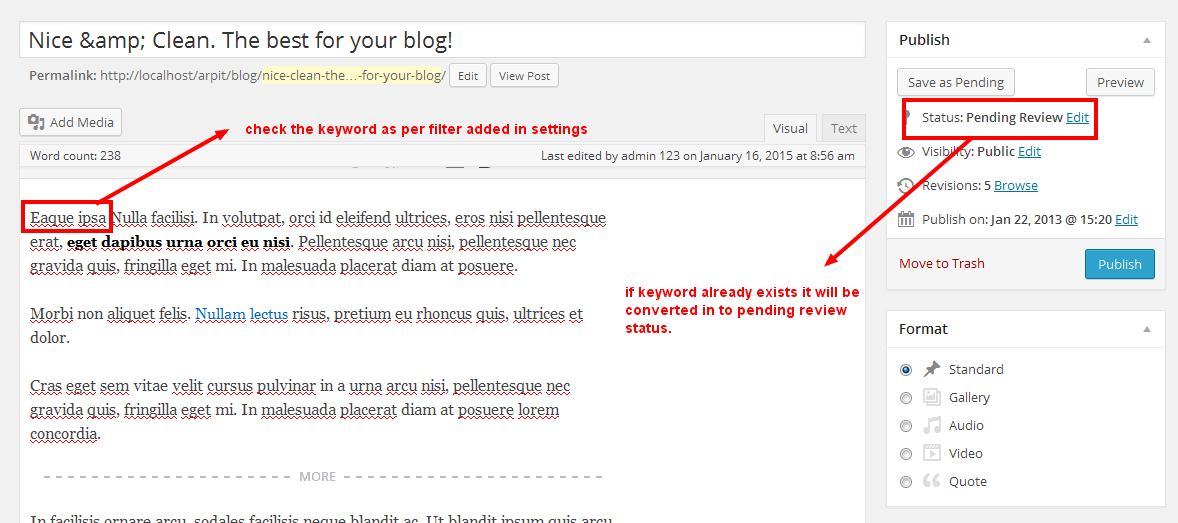 Nice &amp; Clean. The best for your blog!
Permalink: http://localhost/arpit/blog/nice-clean-the…-for-your-blog/ Edit View Post
Add Media
check the keyword as per filter added in settings
Visual Text
Word count: 238 Last edited by admin 123 on January 16, 2015 at 8:56 am
Eaque ipsa Nulla facilisi. In volutpat, orci id eleifend ultrices, eros nisi pellentesque
erat, eget dapibus urna orci eu nisi. Pellentesque arcu nisi, pellentesque nec
gravida quis, fringilla eget mi. In malesuada placerat diam at posuere.
if keyword already exists it will be
converted in to pending review
status.
Morbi non aliquet felis. Nullam lectus risus, pretium eu rhoncus quis, ultrices et
dolor.
Cras eget sem vitae velit cursus pulvinar in a urna arcu nisi, pellentesque nec
gravida quis, fringilla eget mi. In malesuada placerat diam at posuere lorem
concordia.
MORE
In facilisis ornare arcu, sodales facilisis neque blandit ac. Ut blandit ipsum quis arcu
Publish
Save as Pending Preview
Status: Pending Review Edit
Visibility: Public Edit
Revisions: 5 Browse
Publish on: Jan 22, 2013 @ 15:20 Edit
Move to Trash Publish
Format
Standard
Gallery
Audio
Video
Quote